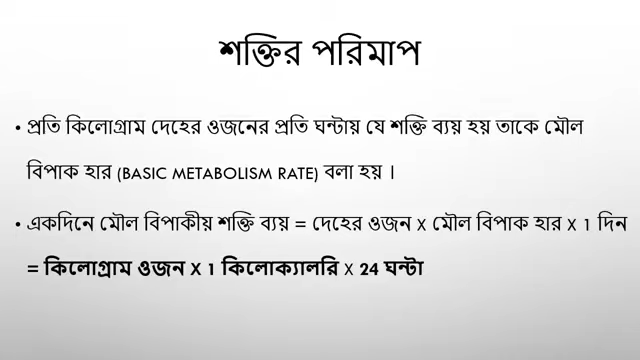 শক্তির পরিমাপ
• প্রতি কিলোগ্রাম দেহের ওজনের প্রতি ঘন্টায় যে শক্তি ব্যয় হয় তাকে মৌল
বিপাক হার (BASIC METABOLISM RATE) বলা হয় ।
• একদিনে মৌল বিপাকীয় শক্তি ব্যয় = দেহের ওজন X মৌল বিপাক হার X 1 দিন
= কিলোগ্রাম ওজন X 1 কিলোক্যালরি X 24 ঘন্টা